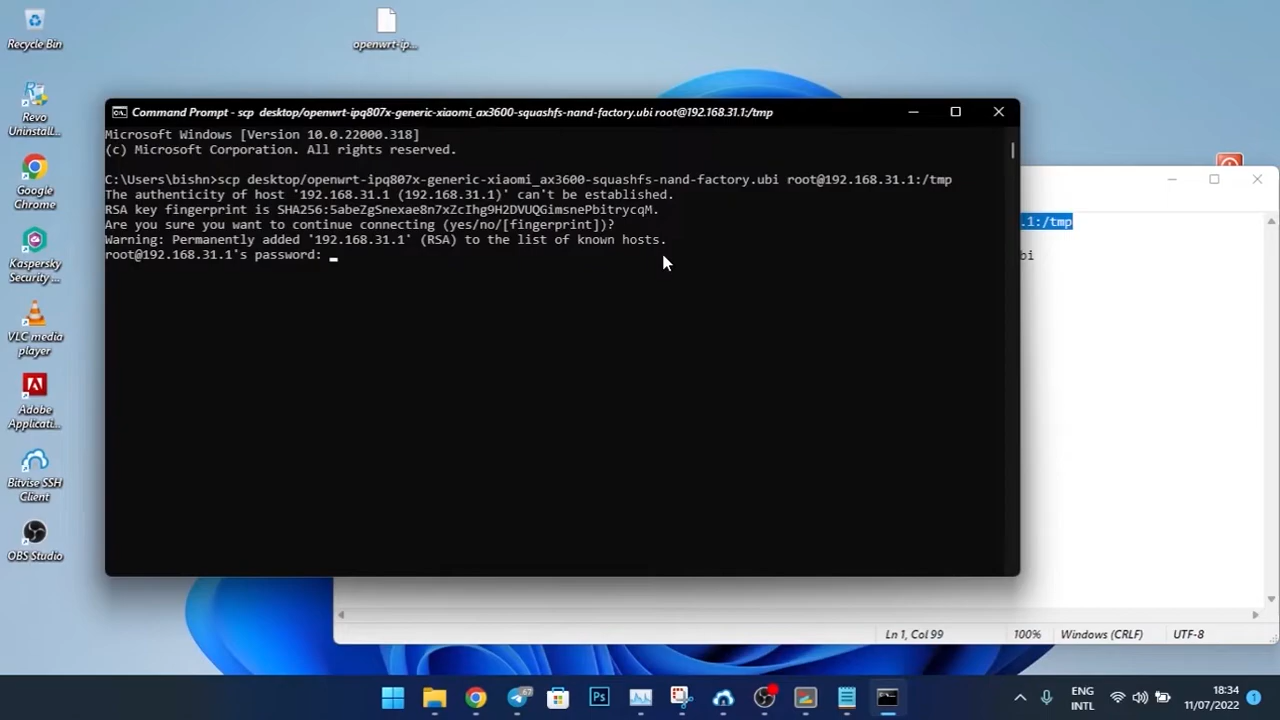 Recycle Bin
openwrt-ip...
Revo
Uninstall...
Google
Chrome
Kaspersky
Security ...
VLC media
player
Adobe
Applicati...
Bitvise SSH
Client
OBS Studio
Command Prompt - scp desktop/openwrt-ipq807x-generic-xiaomi_ax3600-squashfs-nand-factory.ubi root@192.168.31.1:/tmp
Microsoft Windows [Version 10.0.22000.318]
(c) Microsoft Corporation. All rights reserved.
C:\Users\bishn>scp desktop/openwrt-ipq807x-generic-xiaomi_ax3600-squashfs-nand-factory.ubi root@192.168.31.1:/tmp
The authenticity of host '192.168.31.1 (192.168.31.1)' can't be established.
RSA key fingerprint is SHA256:5abeZgSnexae8n7xZcIhg9H2DVUQGimsnePbitrycqM.
Are you sure you want to continue connecting (yes/no/[fingerprint])?
Warning: Permanently added '192.168.31.1' (RSA) to the list of known hosts.
root@192.168.31.1's password:
.1:/tmp
bi
Ln 1, Col 99
100%
Windows (CRLF)
UTF-8
67
Ps
ENG
INTL
18:34
11/07/2022
1